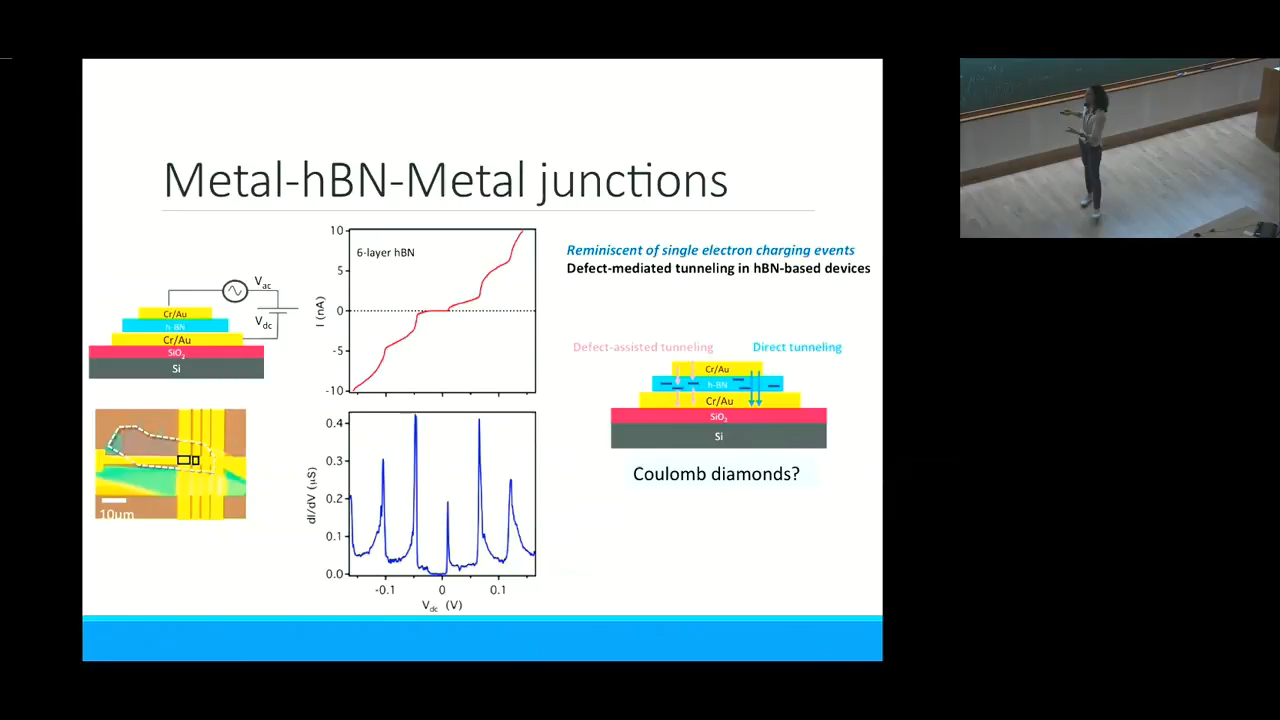 Metal-hBN-Metal junctions
Vac
Vdc
Cr/Au
h-BN
Cr/Au
SiO2
Si
10μm
6-layer hBN
I (nA)
10
5
0
-5
-10
dI/dV (μS)
0.4
0.3
0.2
0.1
0.0
-0.1
0
0.1
Vdc (V)
Reminiscent of single electron charging events
Defect-mediated tunneling in hBN-based devices
Defect-assisted tunneling
Direct tunneling
Cr/Au
h-BN
Cr/Au
SiO2
Si
Coulomb diamonds?